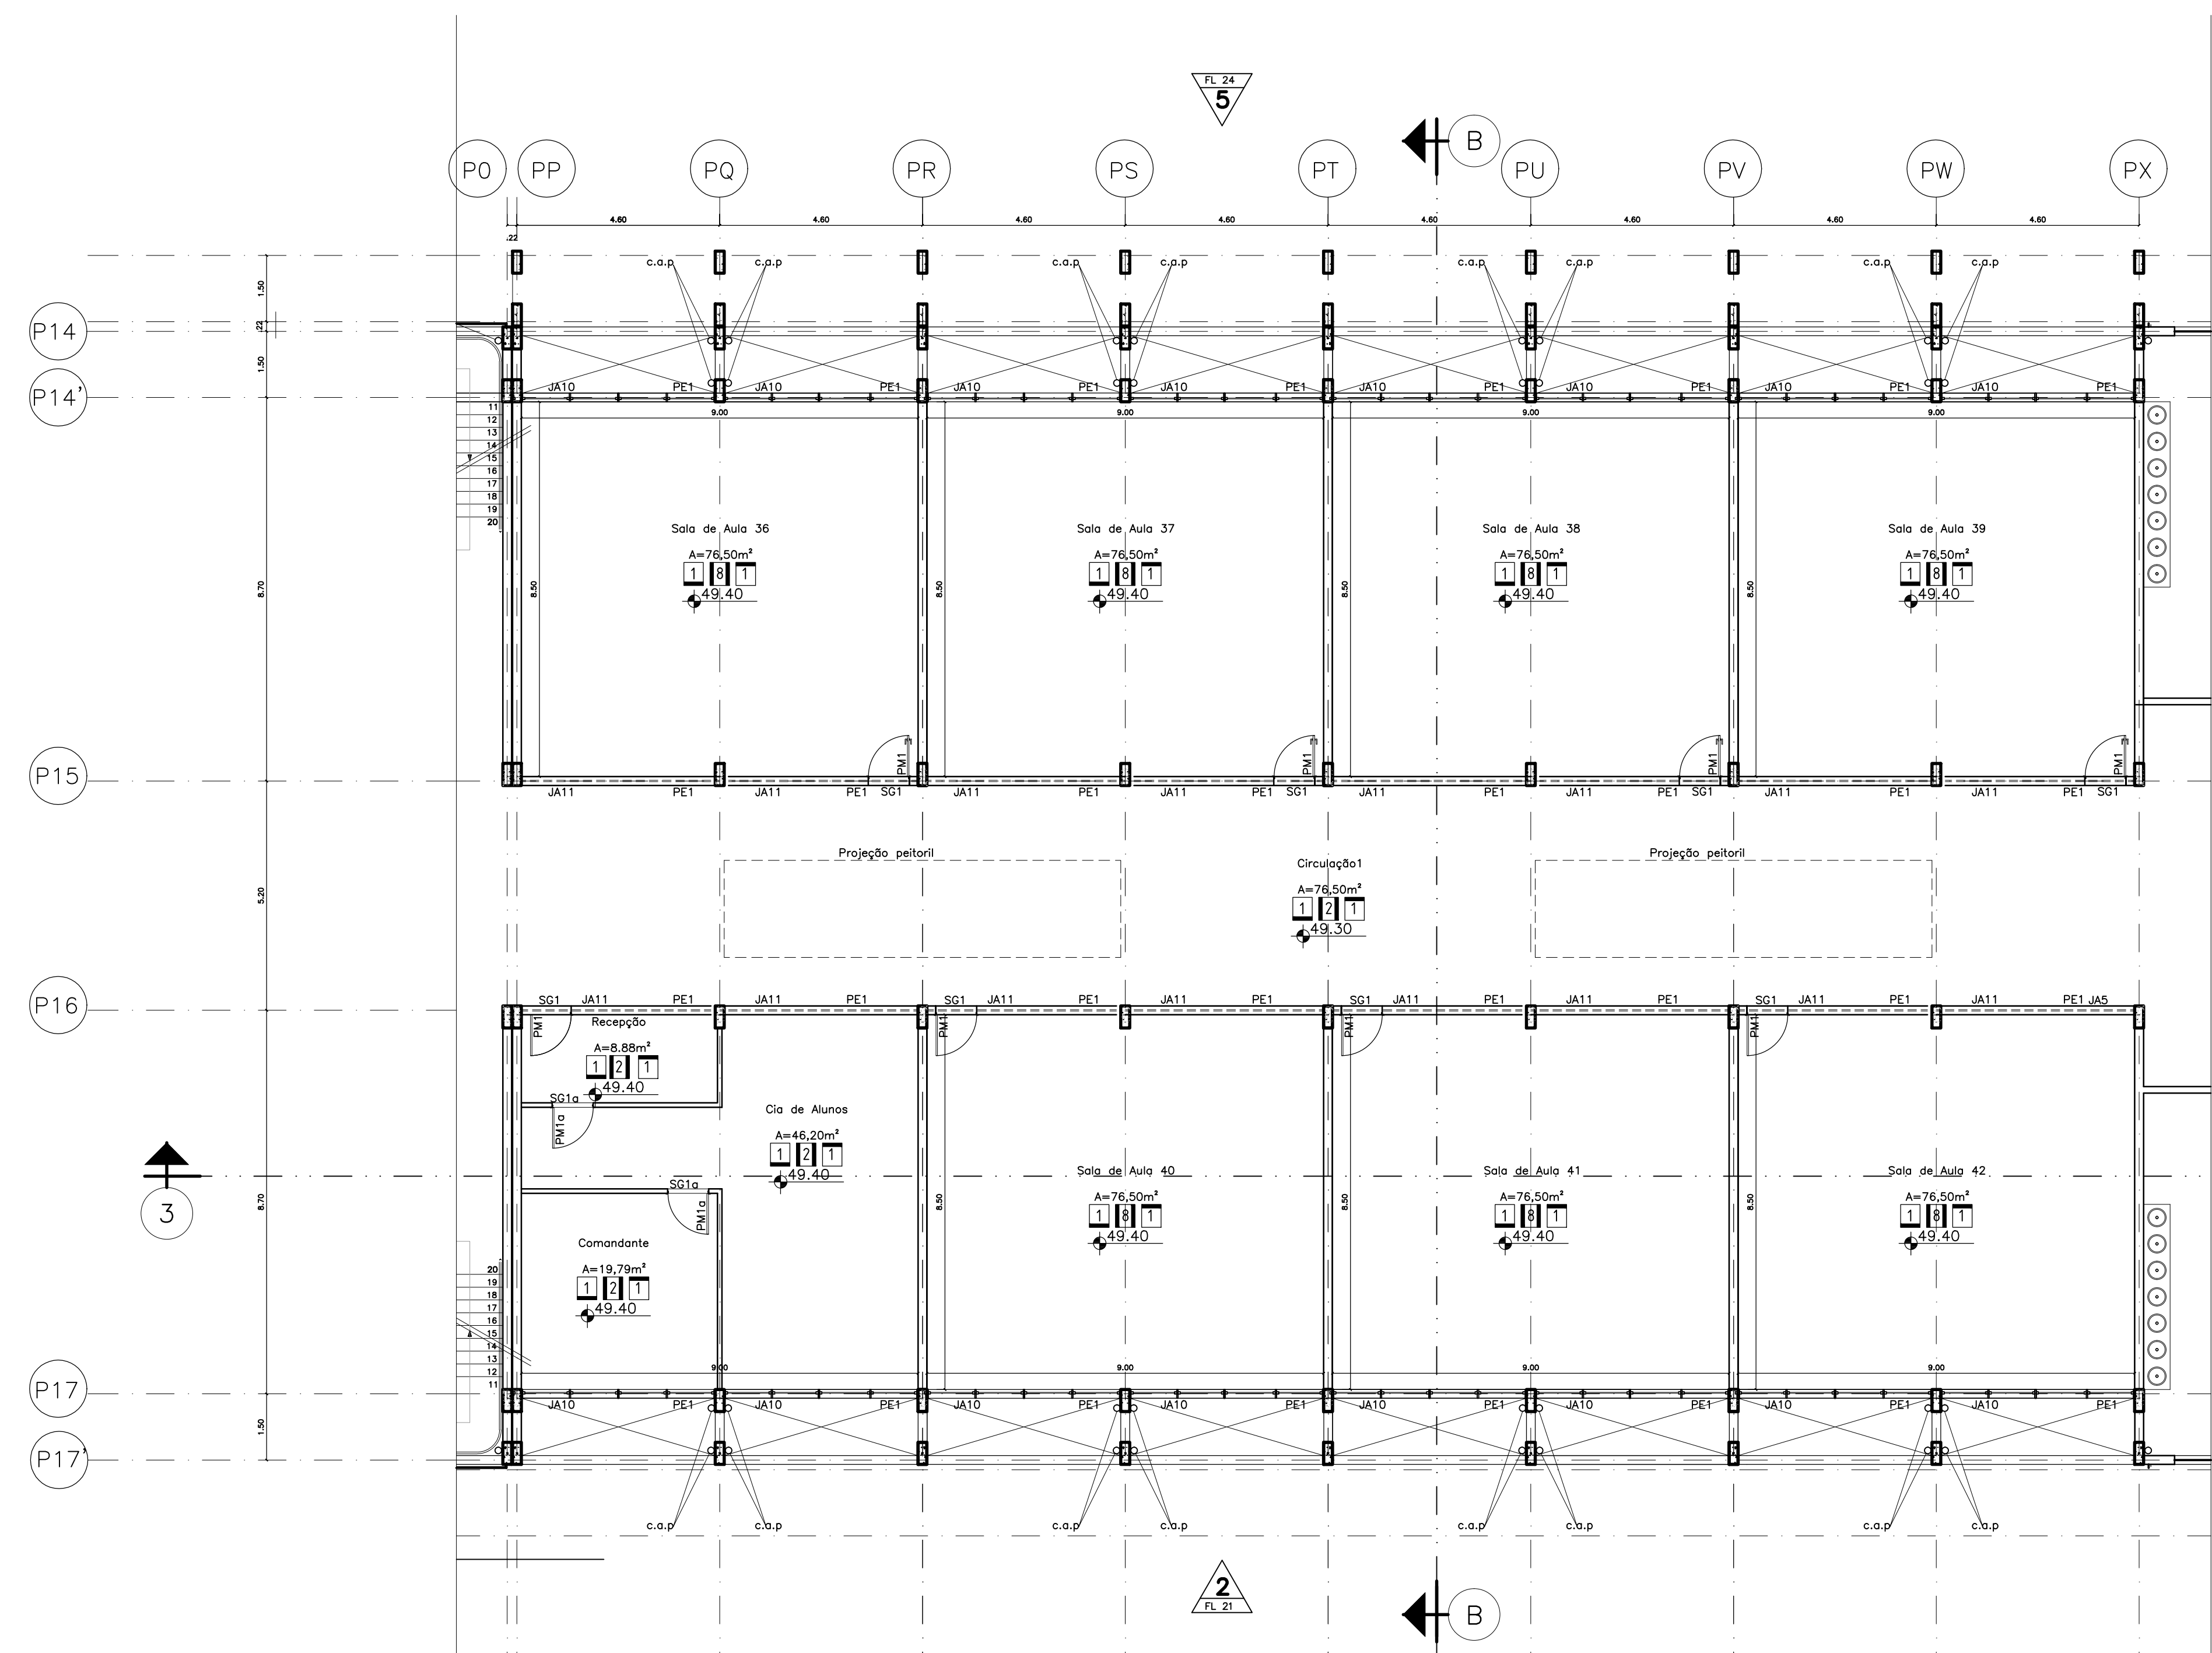 FL 24
5
B
P0 PP PQ PR PS PT PU PV PW PX
4.60 4.60 4.60 4.60 4.60 4.60 4.60 4.60
.22
c.a.p c.a.p c.a.p c.a.p c.a.p c.a.p c.a.p c.a.p
1.50
P14
.22
1.50
P14'
JA10 PE1 JA10 PE1 JA10 PE1 JA10 PE1 JA10 PE1 JA10 PE1 JA10 PE1 JA10 PE1
9.00 9.00 9.00 9.00
11
12
13
14
15
16
17
18
19
20
Sala de Aula 36 Sala de Aula 37 Sala de Aula 38 Sala de Aula 39
A=76,50m² A=76,50m² A=76,50m² A=76,50m²
1 8 1 1 8 1 1 8 1 1 8 1
49.40 49.40 49.40 49.40
8.70
8.50 8.50 8.50 8.50
PM1 PM1 PM1 PM1
P15
JA11 PE1 JA11 PE1 SG1 JA11 PE1 JA11 PE1 SG1 JA11 PE1 JA11 PE1 SG1 JA11 PE1 JA11 PE1 SG1
Projeção peitoril Projeção peitoril
Circulação1
A=76,50m²
1 2 1
49.30
5.20
P16
SG1 JA11 PE1 JA11 PE1 SG1 JA11 PE1 JA11 PE1 SG1 JA11 PE1 JA11 PE1 SG1 JA11 PE1 JA11 PE1 JA5
PM1 PM1 PM1 PM1
Recepção
A=8.88m²
1 2 1
49.40
SG1a
PM1a
Cia de Alunos
A=46,20m²
1 2 1
49.40
Sala de Aula 40 Sala de Aula 41 Sala de Aula 42
A=76,50m² A=76,50m² A=76,50m²
1 8 1 1 8 1 1 8 1
49.40 49.40 49.40
3
8.70
8.50 8.50 8.50
SG1a
PM1a
Comandante
A=19,79m²
1 2 1
49.40
20
19
18
17
16
15
14
13
12
11
9.00 9.00 9.00 9.00
P17
JA10 PE1 JA10 PE1 JA10 PE1 JA10 PE1 JA10 PE1 JA10 PE1 JA10 PE1 JA10 PE1
1.50
P17'
c.a.p c.a.p c.a.p c.a.p c.a.p c.a.p c.a.p c.a.p
2
FL 21
B